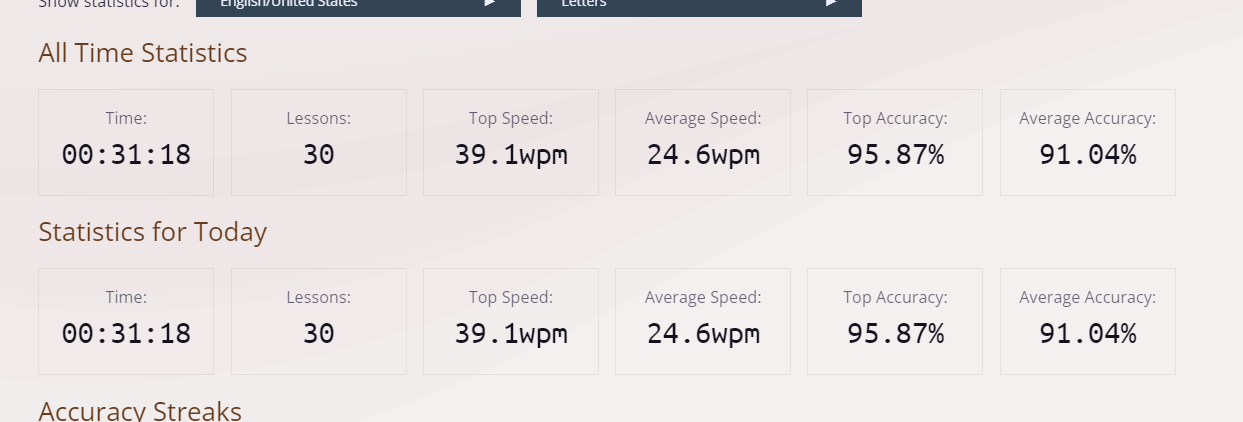 Show statistics for: English/United States ► Letters ►
All Time Statistics
Time: Lessons: Top Speed: Average Speed: Top Accuracy: Average Accuracy:
00:31:18 30 39.1wpm 24.6wpm 95.87% 91.04%
Statistics for Today
Time: Lessons: Top Speed: Average Speed: Top Accuracy: Average Accuracy:
00:31:18 30 39.1wpm 24.6wpm 95.87% 91.04%
Accuracy Streaks